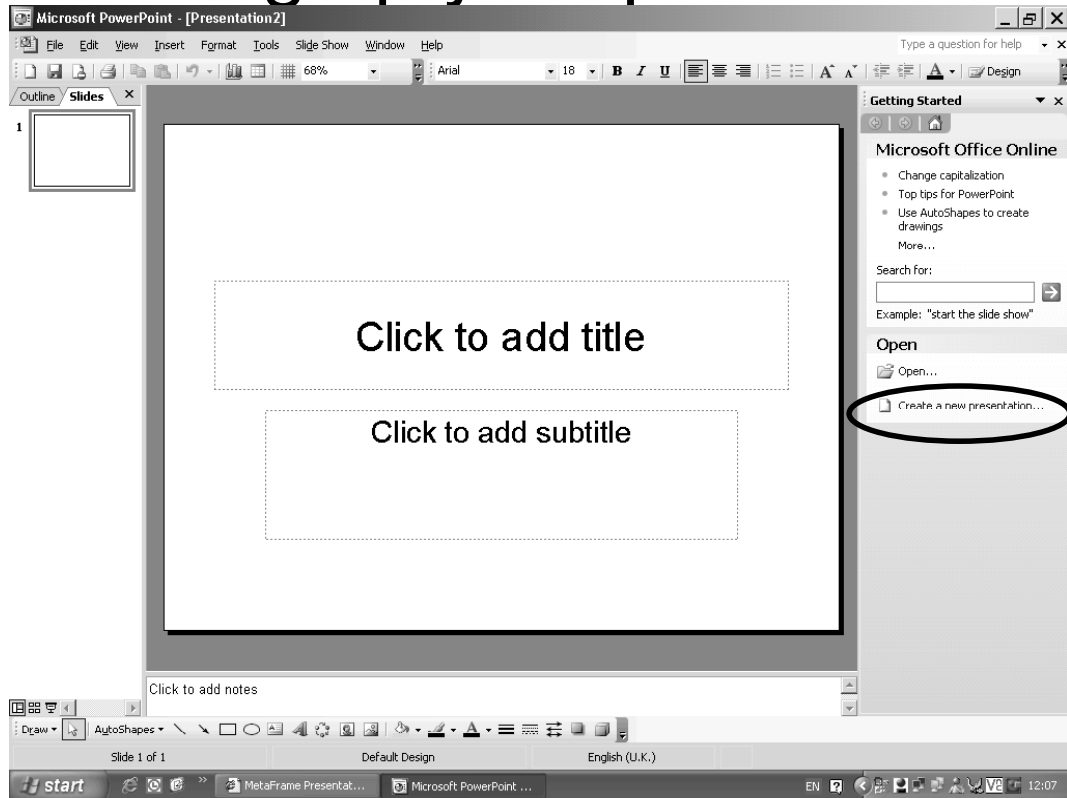 Microsoft PowerPoint - [Presentation2]
File Edit View Insert Format Tools Slide Show Window Help
Type a question for help
68%
Arial
18
B I U
A A
A
Design
Outline Slides
1
Getting Started
Microsoft Office Online
Change capitalization
Top tips for PowerPoint
Use AutoShapes to create
drawings
More...
Search for:
Example: "start the slide show"
Open
Open...
Create a new presentation...
Click to add title
Click to add subtitle
Click to add notes
Draw AutoShapes
A
Slide 1 of 1
Default Design
English (U.K.)
start
MetaFrame Presentat...
Microsoft PowerPoint ...
EN
12:07